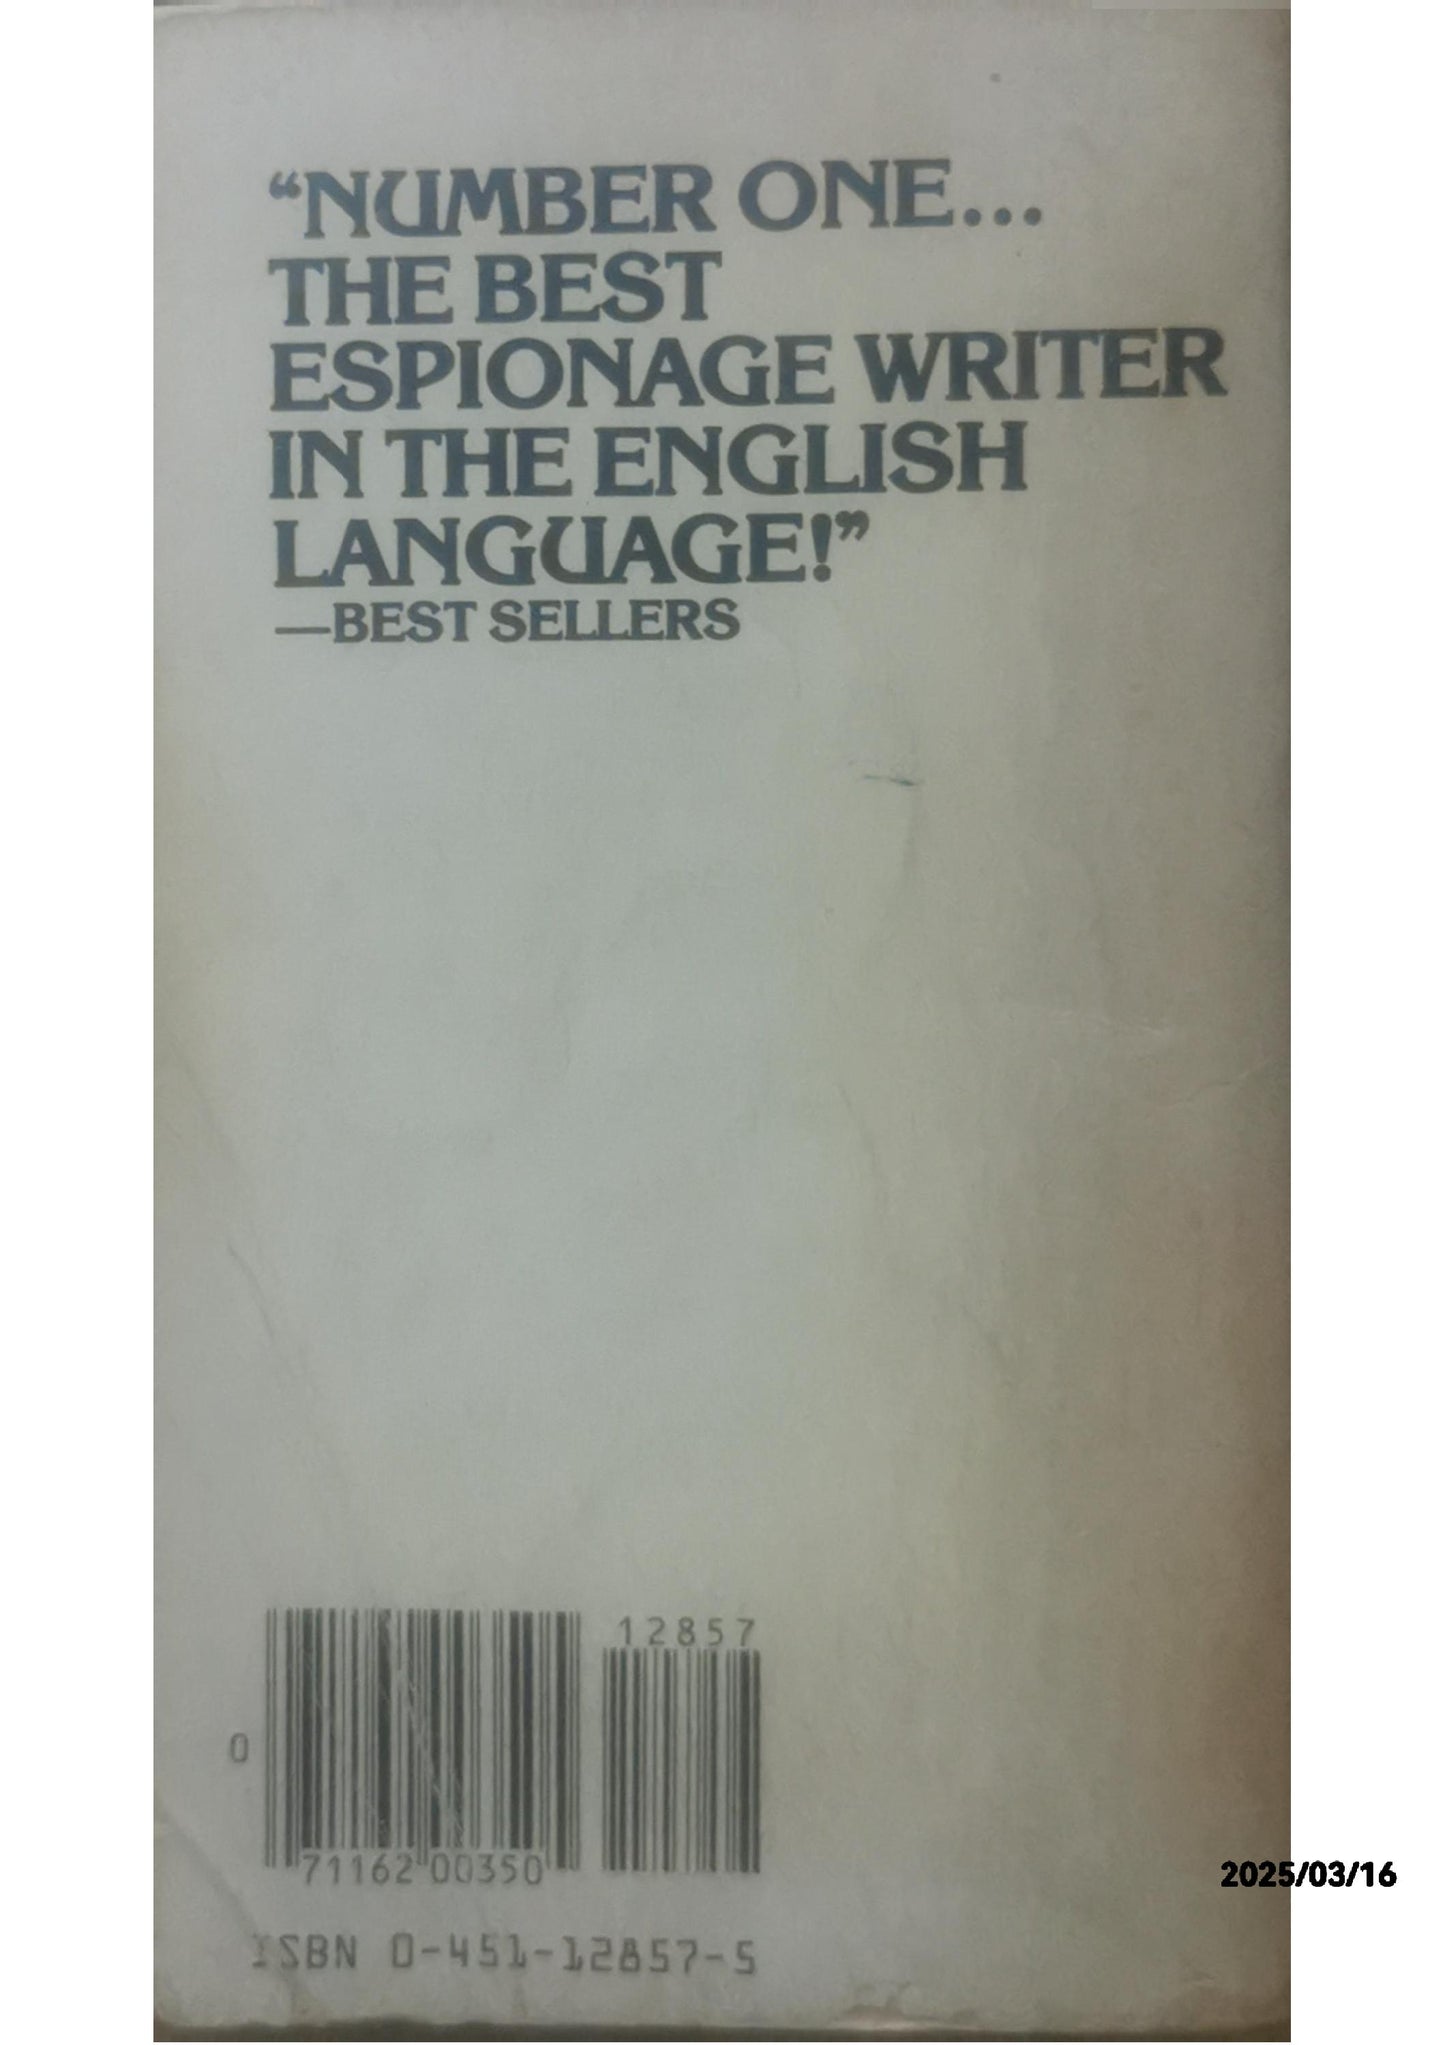 “NUMBER ONE...
THE BEST
ESPIONAGE WRITER
IN THE ENGLISH
LANGUAGE!”
—BEST SELLERS
12857
0
71162 00350
ISBN 0-451-12857-5
2025/03/16